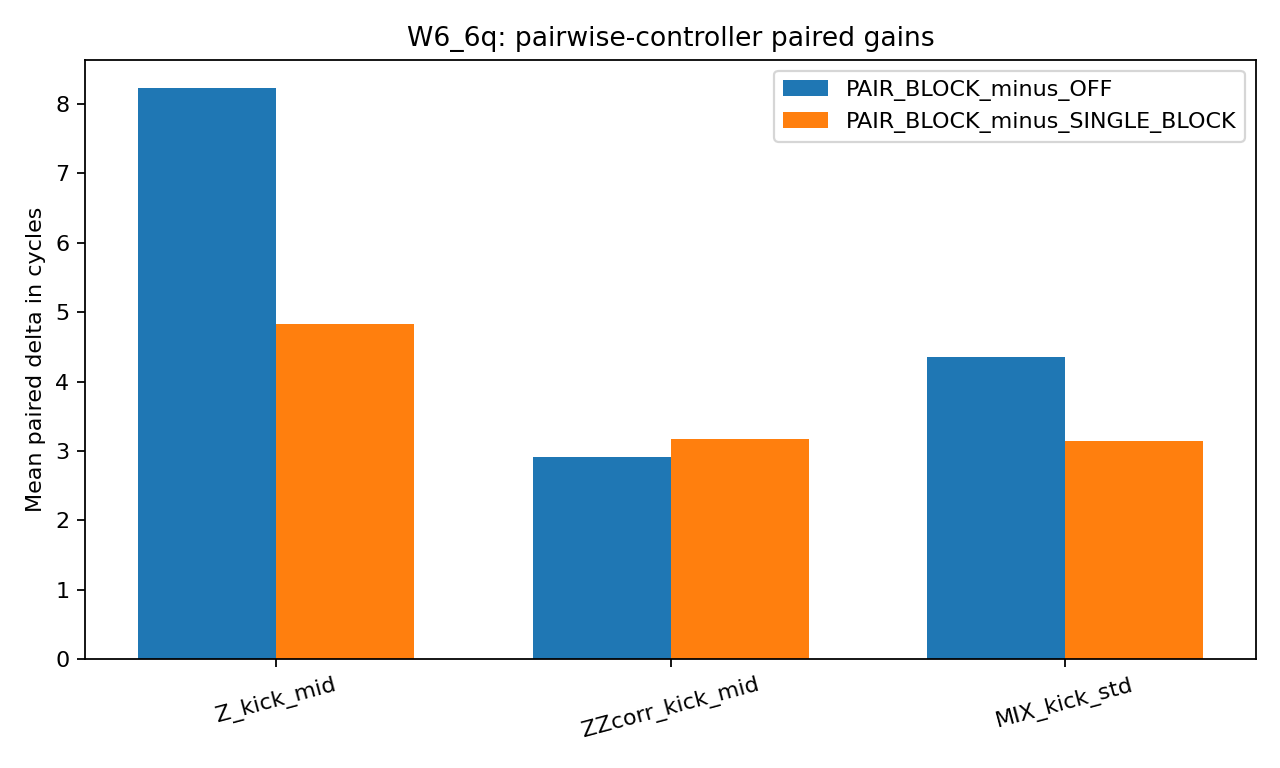 W6_6q: pairwise-controller paired gains
PAIR_BLOCK_minus_OFF
PAIR_BLOCK_minus_SINGLE_BLOCK
Mean paired delta in cycles
8
7
6
5
4
3
2
1
0
Z_kick_mid
ZZcorr_kick_mid
MIX_kick_std